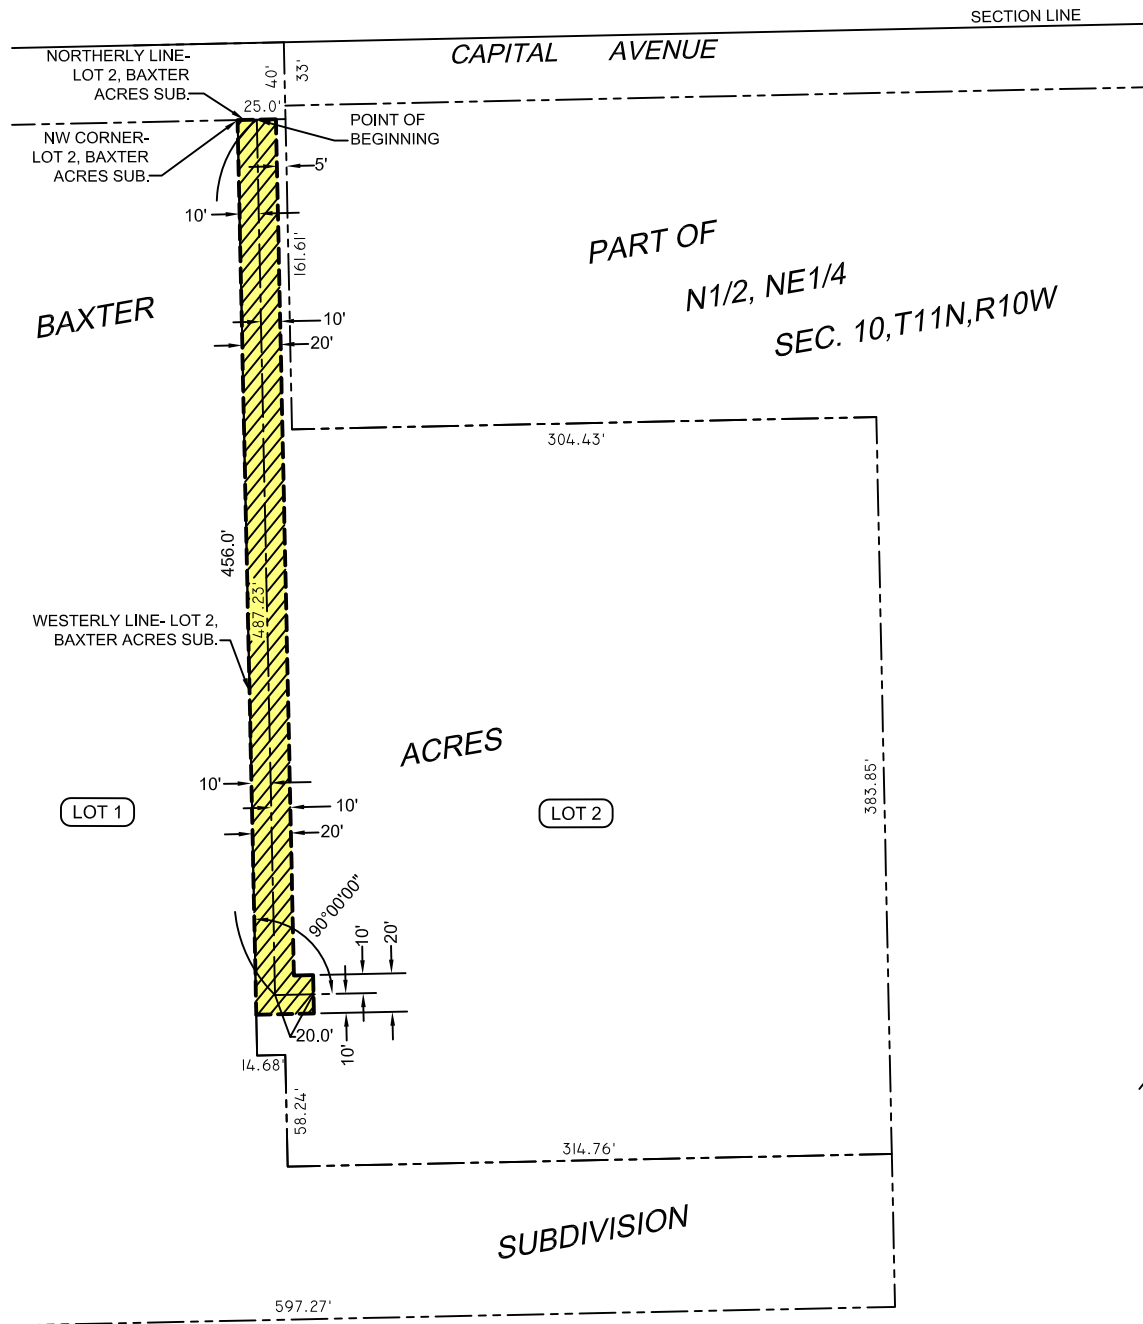 SECTION LINE
CAPITAL AVENUE
NORTHERLY LINE-
LOT 2, BAXTER
ACRES SUB.
40'
33'
25.0'
POINT OF
BEGINNING
NW CORNER-
LOT 2, BAXTER
ACRES SUB.
5'
10'
161.61'
PART OF
N1/2, NE1/4
SEC. 10,T11N,R10W
BAXTER
10'
20'
304.43'
456.0'
487.23'
WESTERLY LINE- LOT 2,
BAXTER ACRES SUB.
ACRES
383.85'
10'
10'
20'
LOT 1
LOT 2
90°00'00"
10'
20'
20.0'
10'
14.68'
58.24'
314.76'
SUBDIVISION
597.27'